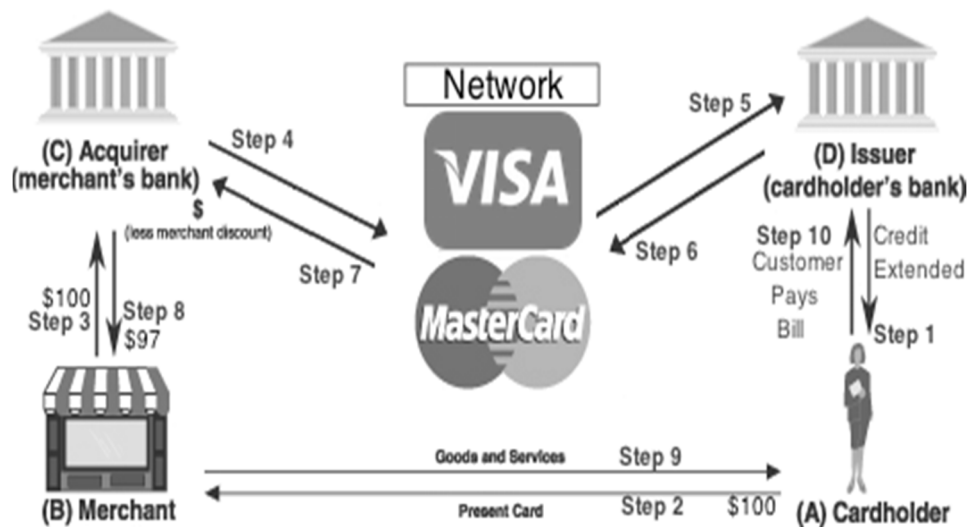 Network
VISA
MasterCard
(C) Acquirer
(merchant's bank)
$
(less merchant discount)
Step 4
Step 7
Step 5
Step 6
(D) Issuer
(cardholder's bank)
Step 10
Customer
Pays
Bill
Credit
Extended
Step 1
$100
Step 3
Step 8
$97
Goods and Services Step 9
Present Card Step 2 $100
(B) Merchant
(A) Cardholder